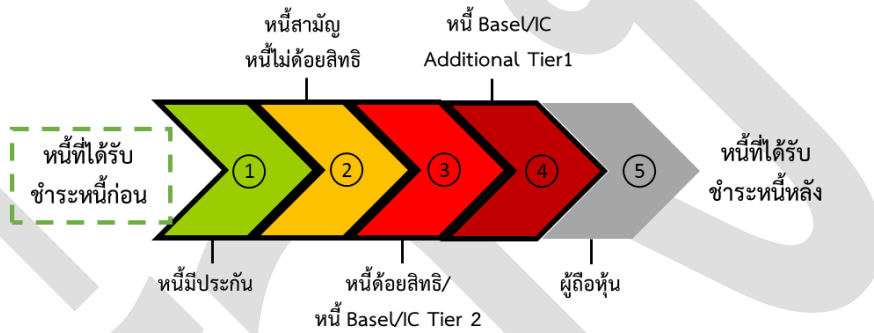 หนี้สามัญ
หนี้ไม่ด้อยสิทธิ
หนี้ Basel/IC
Additional Tier1
หนี้ที่ได้รับ
ชำระหนี้ก่อน
1
2
3
4
5
หนี้ที่ได้รับ
ชำระหนี้หลัง
หนี้มีประกัน
หนี้ด้อยสิทธิ/
หนี้ Basel/IC Tier 2
ผู้ถือหุ้น